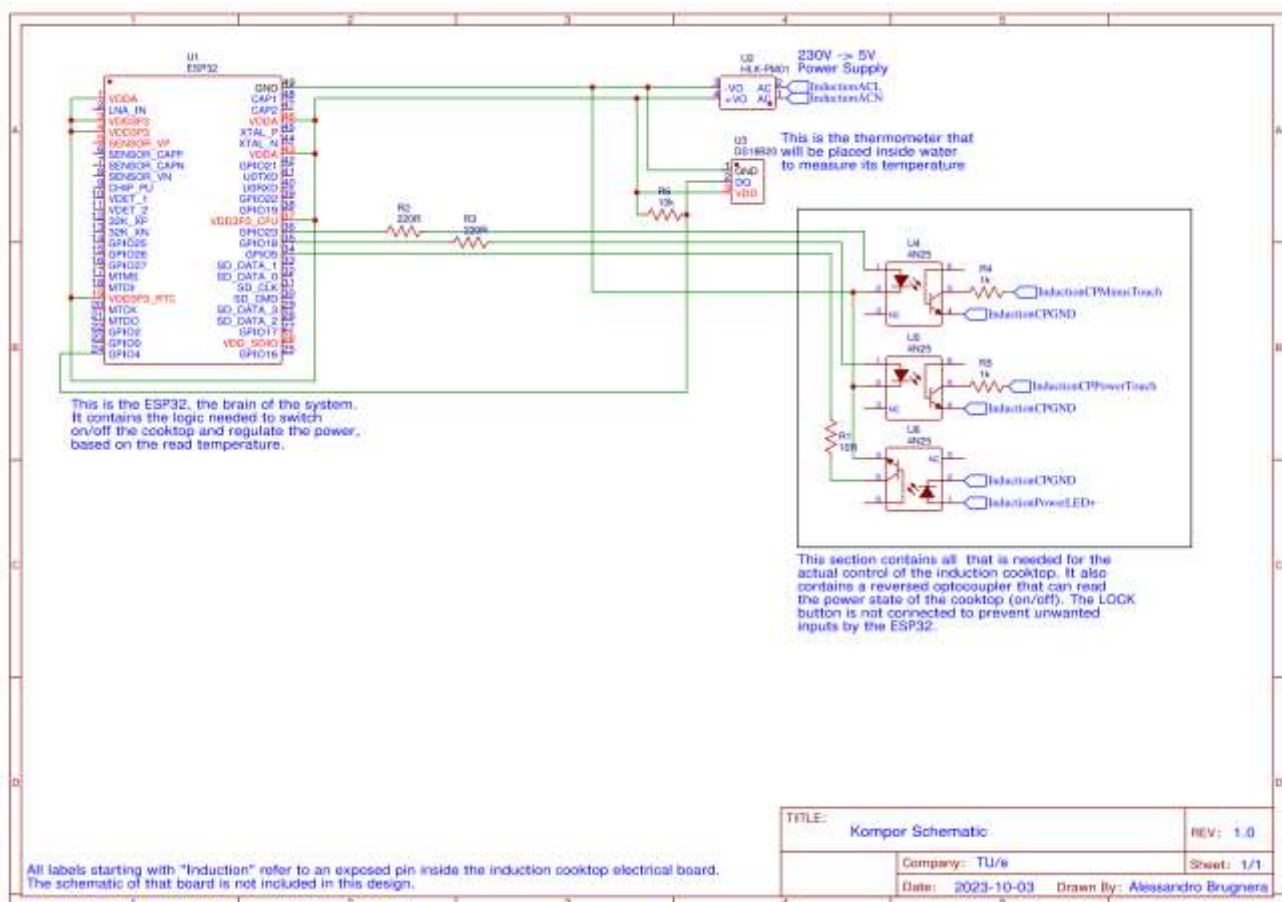 1 2 3 4 5
A
B
C
D
U1
ESP32
VDDA
LNA_IN
VDD3P3
VDD3P3
SENSOR_VP
SENSOR_CAPP
SENSOR_CAPN
SENSOR_VN
CHIP_PU
VDET_1
VDET_2
32K_XP
32K_XN
GPIO25
GPIO26
GPIO27
MTMS
MTDI
VDD3P3_RTC
MTCK
MTDO
GPIO2
GPIO0
GPIO4
GND
CAP1
CAP2
VDDA
XTAL_P
XTAL_N
VDDA
GPIO21
U0TXD
U0RXD
GPIO22
GPIO19
VDD3P3_CPU
GPIO23
GPIO18
GPIO5
SD_DATA_1
SD_DATA_0
SD_CLK
SD_CMD
SD_DATA_3
SD_DATA_2
GPIO17
VDD_SDIO
GPIO16
This is the ESP32, the brain of the system.
It contains the logic needed to switch
on/off the cooktop and regulate the power,
based on the read temperature.
R2
220R
R3
220R
U2
HLK-PM01
-VO AC
+VO AC
InductionACL
InductionACN
230V -> 5V
Power Supply
U3
DS18B20
GND
DQ
VDD
This is the thermometer that
will be placed inside water
to measure its temperature
U4
4N25
NC
R4
1k
InductionCPMinusTouch
InductionCPGND
4N25
NC
R5
1k
InductionCPPowerTouch
InductionCPGND
U6
4N25
NC
R1
InductionCPGND
InductionPowerLED+
This section contains all that is needed for the
actual control of the induction cooktop. It also
contains a reversed optocoupler that can read
the power state of the cooktop (on/off). The LOCK
button is not connected to prevent unwanted
inputs by the ESP32.
All labels starting with "Induction" refer to an exposed pin inside the induction cooktop electrical board.
The schematic of that board is not included in this design.
TITLE:
Kompor Schematic
REV: 1.0
Company: TU/e
Sheet: 1/1
Date: 2023-10-03 Drawn By: Alessandro Brugnera